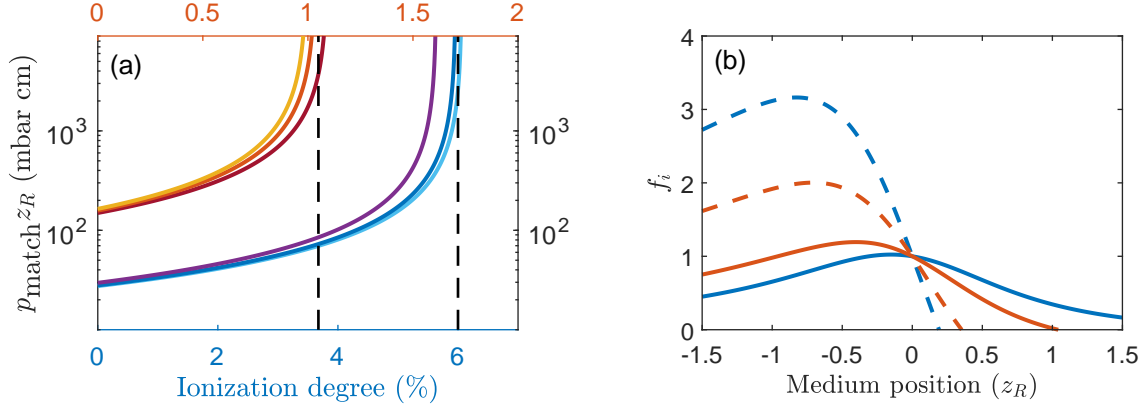 0 0.5 1 1.5 2
(a)
p_match z_R (mbar cm)
10^3
10^2
10^3
10^2
0 2 4 6
Ionization degree (%)
(b)
f_i
4
3
2
1
0
-1.5 -1 -0.5 0 0.5 1 1.5
Medium position (z_R)